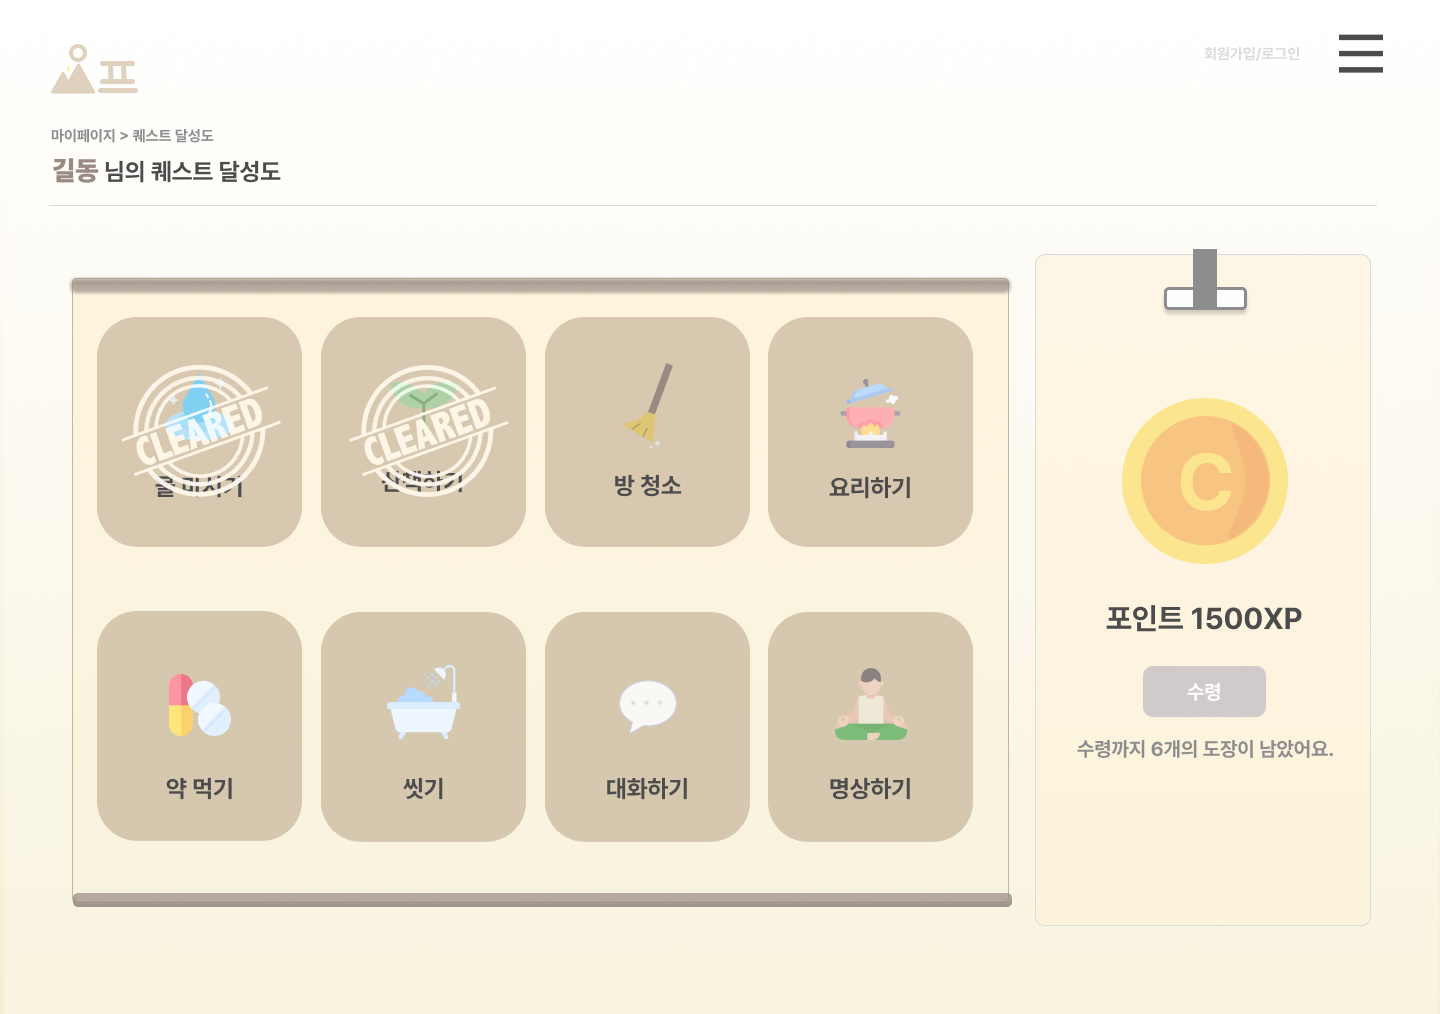 프
회원가입/로그인
마이페이지 > 퀘스트 달성도
길동 님의 퀘스트 달성도
CLEARED
물 마시기
CLEARED
산책하기
방 청소
요리하기
약 먹기
씻기
대화하기
명상하기
C
포인트 1500XP
수령
수령까지 6개의 도장이 남았어요.